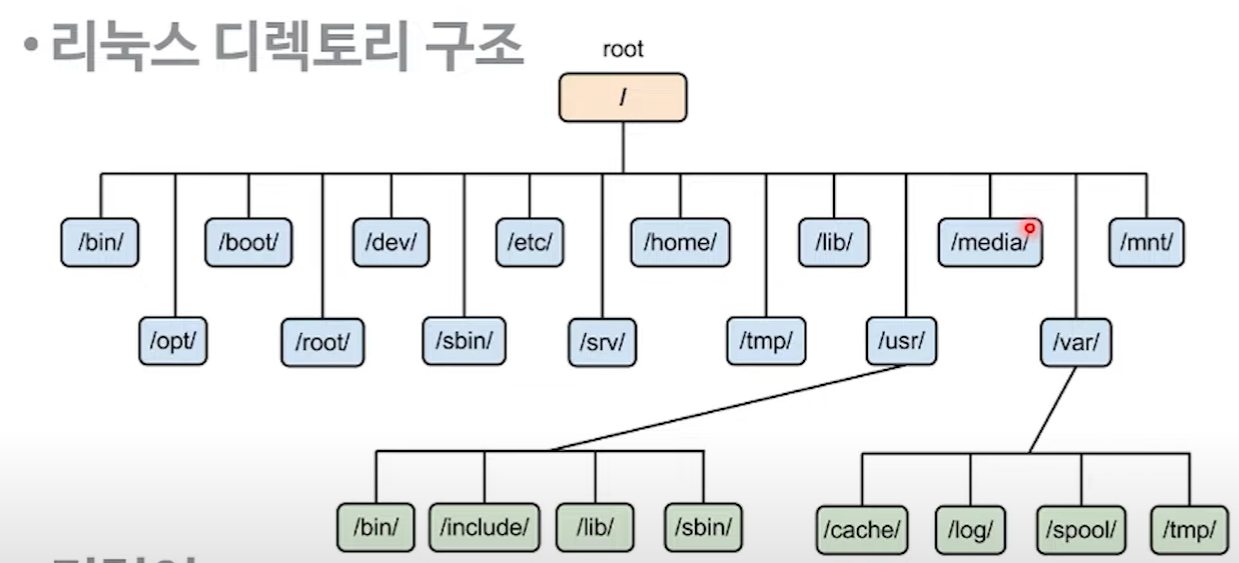 • 리눅스 디렉토리 구조
root
/
/bin/ /boot/ /dev/ /etc/ /home/ /lib/ /media/ /mnt/
/opt/ /root/ /sbin/ /srv/ /tmp/ /usr/ /var/
/bin/ /include/ /lib/ /sbin/ /cache/ /log/ /spool/ /tmp/